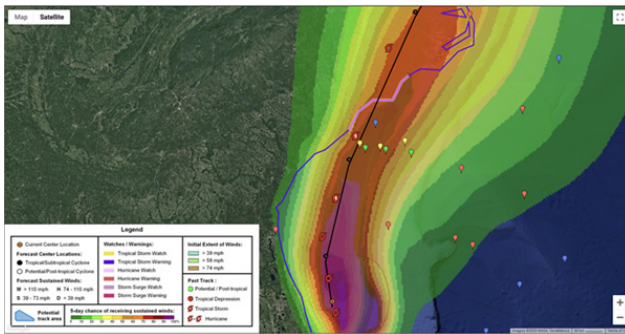 Map Satellite
Legend
Current Center Location
Forecast Center Locations:
Tropical/Subtropical Cyclone
Potential/Post-tropical Cyclone
Forecast Sustained Winds:
H 74 - 110 mph
S 39 - 73 mph D < 39 mph
Potential
track area
Watches / Warnings:
Tropical Storm Watch
Tropical Storm Warning
Hurricane Watch
Hurricane Warning
Storm Surge Watch
Storm Surge Warning
Initial Extent of Winds:
> 39 mph
> 58 mph
> 74 mph
Past Track :
Potential / Post-tropical
Tropical Depression
Tropical Storm
Hurricane
5-day chance of receiving sustained winds:
+
−